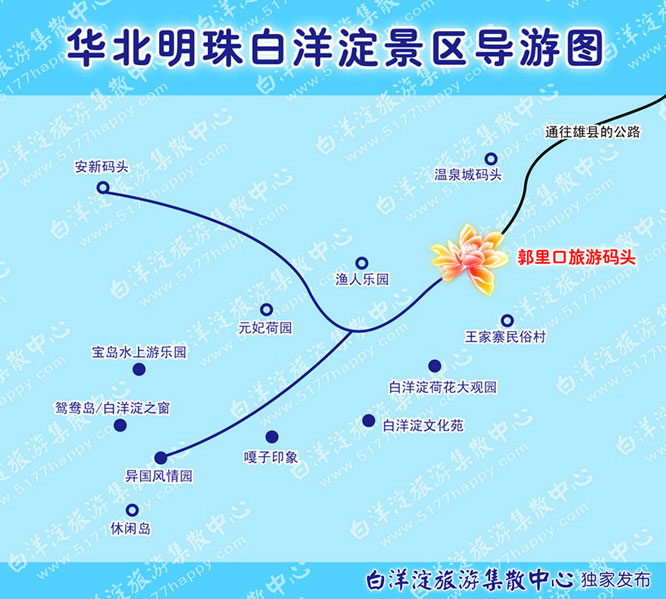 华北明珠白洋淀景区导游图
通往雄县的公路
安新码头
温泉城码头
郭里口旅游码头
渔人乐园
元妃荷园
王家寨民俗村
宝岛水上游乐园
白洋淀荷花大观园
鸳鸯岛/白洋淀之窗
白洋淀文化苑
嘎子印象
异国风情园
休闲岛
白洋淀旅游集散中心 独家发布
白洋淀旅游集散中心
www.5177happy.com